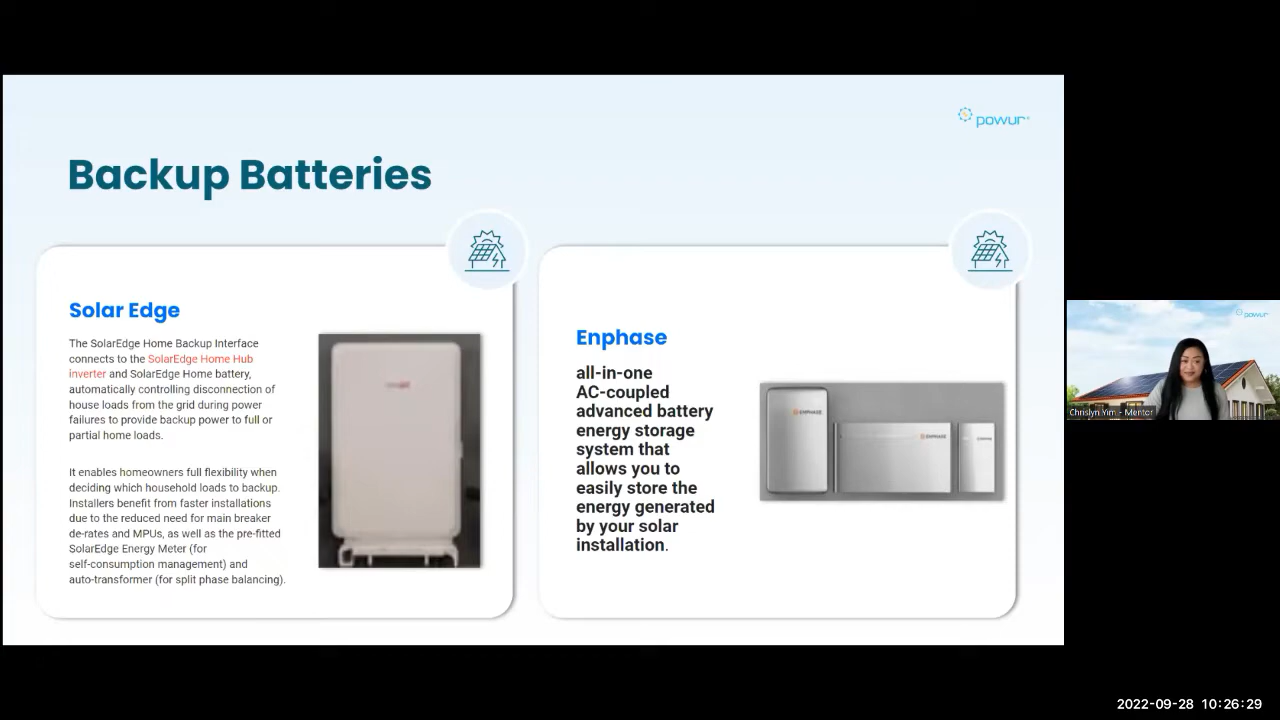 powur
Backup Batteries
Solar Edge
The SolarEdge Home Backup Interface
connects to the SolarEdge Home Hub
inverter and SolarEdge Home battery,
automatically controlling disconnection of
house loads from the grid during power
failures to provide backup power to full or
partial home loads.
It enables homeowners full flexibility when
deciding which household loads to backup.
Installers benefit from faster installations
due to the reduced need for main breaker
de-rates and MPUs, as well as the pre-fitted
SolarEdge Energy Meter (for
self-consumption management) and
auto-transformer (for split phase balancing).
Enphase
all-in-one
AC-coupled
advanced battery
energy storage
system that
allows you to
easily store the
energy generated
by your solar
installation.
ENPHASE
ENPHASE
ENPHASE
powur
Chrislyn Yim - Mentor
2022-09-28 10:26:29